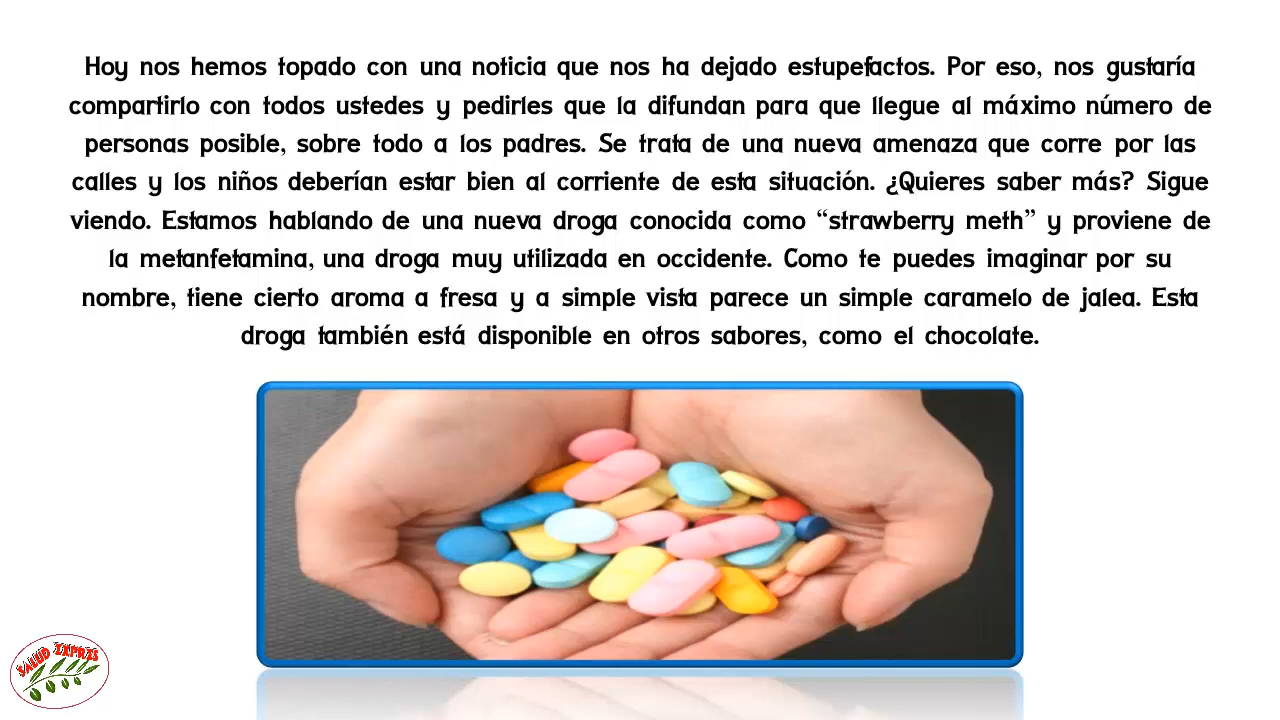 Hoy nos hemos topado con una noticia que nos ha dejado estupefactos. Por eso, nos gustaría
compartirlo con todos ustedes y pedirles que la difundan para que llegue al máximo número de
personas posible, sobre todo a los padres. Se trata de una nueva amenaza que corre por las
calles y los niños deberían estar bien al corriente de esta situación. ¿Quieres saber más? Sigue
viendo. Estamos hablando de una nueva droga conocida como “strawberry meth” y proviene de
la metanfetamina, una droga muy utilizada en occidente. Como te puedes imaginar por su
nombre, tiene cierto aroma a fresa y a simple vista parece un simple caramelo de jalea. Esta
droga también está disponible en otros sabores, como el chocolate.
SALUD EXPRES